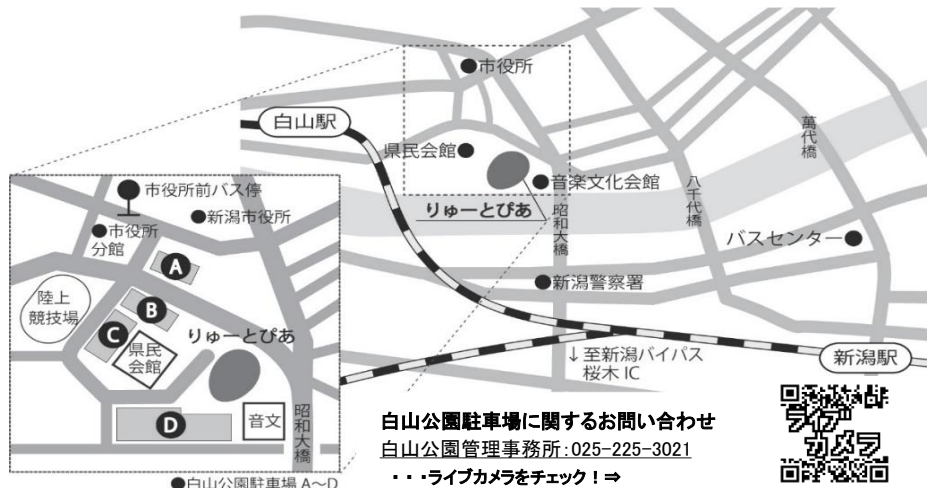 市役所
白山駅
県民会館
萬代橋
音楽文化会館
八千代橋
りゅーとぴあ
昭和大橋
バスセンター
新潟警察署
↓至新潟バイパス
桜木 IC
新潟駅
市役所前バス停
新潟市役所
市役所
分館
A
陸上
競技場
B
C
りゅーとぴあ
県民
会館
D
音文
昭和大橋
●白山公園駐車場 A～D
白山公園駐車場に関するお問い合わせ
白山公園管理事務所：025-225-3021
・・・ライブカメラをチェック！⇒
ライブ
カメラ